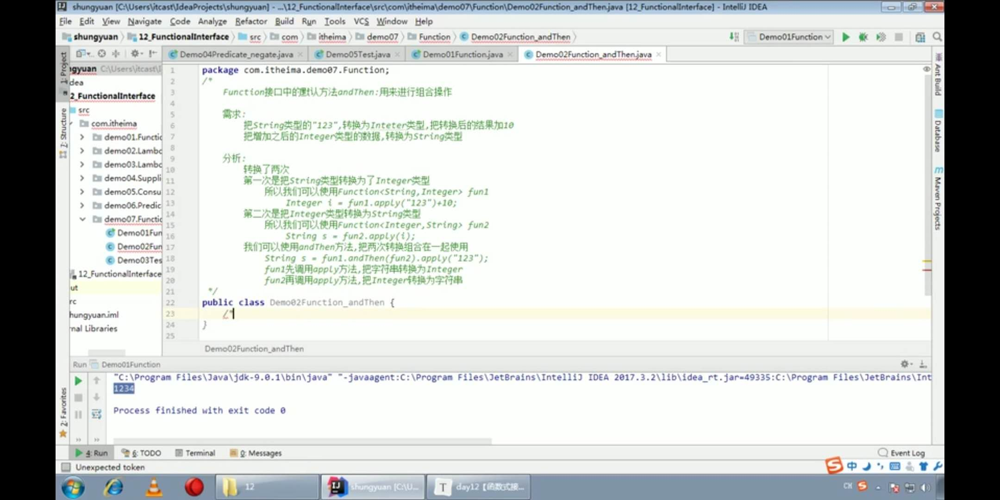 shungyuan [C:\Users\itcast\IdeaProjects\shungyuan] - ...\12_FunctionalInterface\src\com\itheima\demo07\Function\Demo02Function_andThen.java [12_FunctionalInterface] - IntelliJ IDEA
File Edit View Navigate Code Analyze Refactor Build Run Tools VCS Window Help
shungyuan 12_FunctionalInterface src com itheima demo07 Function Demo02Function_andThen Demo01Function
Demo04Predicate_negate.java Demo05Test.java Demo01Function.java Demo02Function_andThen.java
1: Project
7: Structure
2: Favorites
ngyuan C:\Users\itcast\I
dea
2_FunctionalInterface
src
com.itheima
demo01.Functic
demo02.Lambc
demo03.Lambc
demo04.Suppli
demo05.Consu
demo06.Predic
demo07.Functic
Demo01Fun
Demo02Fun
Demo03Tes
12_FunctionalInterface
ut
rc
hungyuan.iml
nal Libraries
1 package com.itheima.demo07.Function;
2 /*
3 Function接口中的默认方法andThen:用来进行组合操作
4
5 需求:
6 把String类型的"123",转换为Inteter类型,把转换后的结果加10
7 把增加之后的Integer类型的数据,转换为String类型
8
9 分析:
10 转换了两次
11 第一次是把String类型转换为了Integer类型
12 所以我们可以使用Function<String,Integer> fun1
13 Integer i = fun1.apply("123")+10;
14 第二次是把Integer类型转换为String类型
15 所以我们可以使用Function<Integer,String> fun2
16 String s = fun2.apply(i);
17 我们可以使用andThen方法,把两次转换组合在一起使用
18 String s = fun1.andThen(fun2).apply("123");
19 fun1先调用apply方法,把字符串转换为Integer
20 fun2再调用apply方法,把Integer转换为字符串
21 */
22 public class Demo02Function_andThen {
23 /*
24 }
25
Demo02Function_andThen
Ant Build
Database
Maven Projects
Run Demo01Function
"C:\Program Files\Java\jdk-9.0.1\bin\java" "-javaagent:C:\Program Files\JetBrains\IntelliJ IDEA 2017.3.2\lib\idea_rt.jar=49335:C:\Program Files\JetBrains\Int
1234
Process finished with exit code 0
4: Run 6: TODO Terminal 0: Messages Event Log
Unexpected token
中
12 shungyuan [C:\U... day12【函数式接...
CH